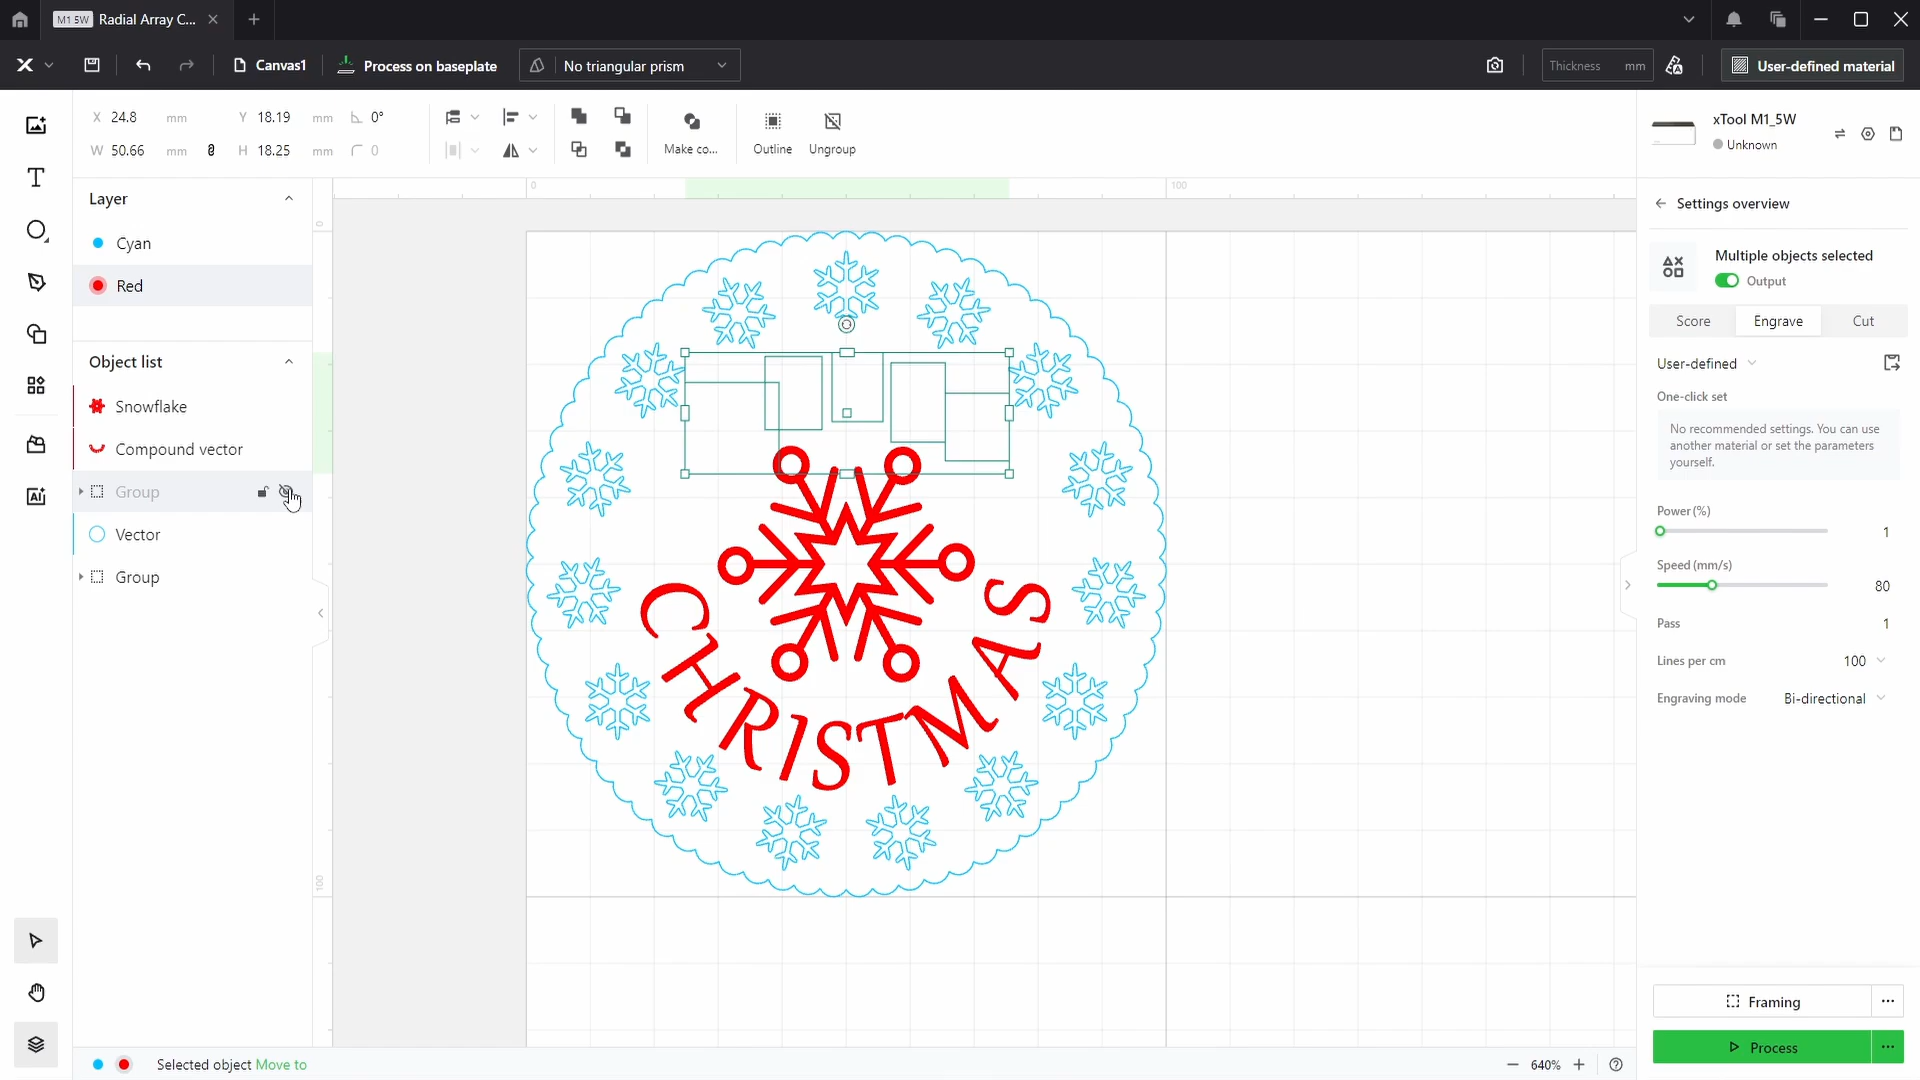 M1 5W Radial Array C...
Canvas1
Process on baseplate
No triangular prism
Thickness mm
User-defined material
X 24.8 mm Y 18.19 mm 0°
W 50.66 mm H 18.25 mm 0
Make co...
Outline
Ungroup
xTool M1_5W
Unknown
Layer
Cyan
Red
Object list
Snowflake
Compound vector
Group
Vector
Group
AI
0
100
0
100
CHRISTMAS
Settings overview
Multiple objects selected
Output
Score
Engrave
Cut
User-defined
One-click set
No recommended settings. You can use
another material or set the parameters
yourself.
Power(%)
1
Speed (mm/s)
80
Pass
1
Lines per cm
100
Engraving mode
Bi-directional
Framing
Process
Selected object Move to
640%